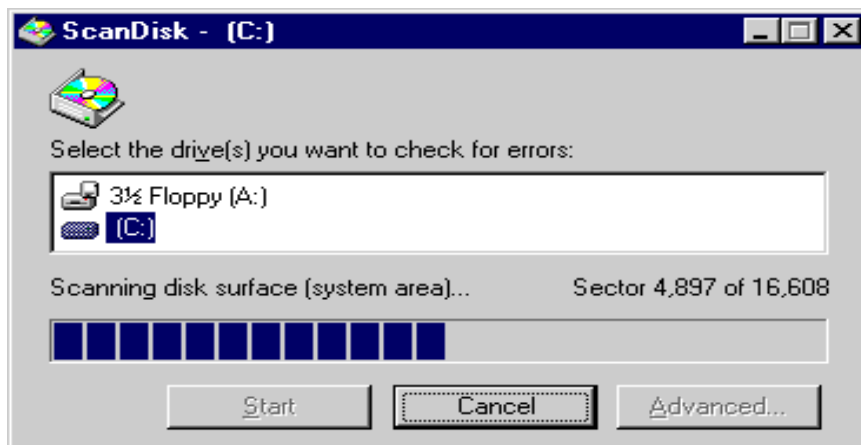 ScanDisk - (C:)
Select the drive(s) you want to check for errors:
3½ Floppy (A:)
(C:)
Scanning disk surface (system area)... Sector 4,897 of 16,608
Start Cancel Advanced...